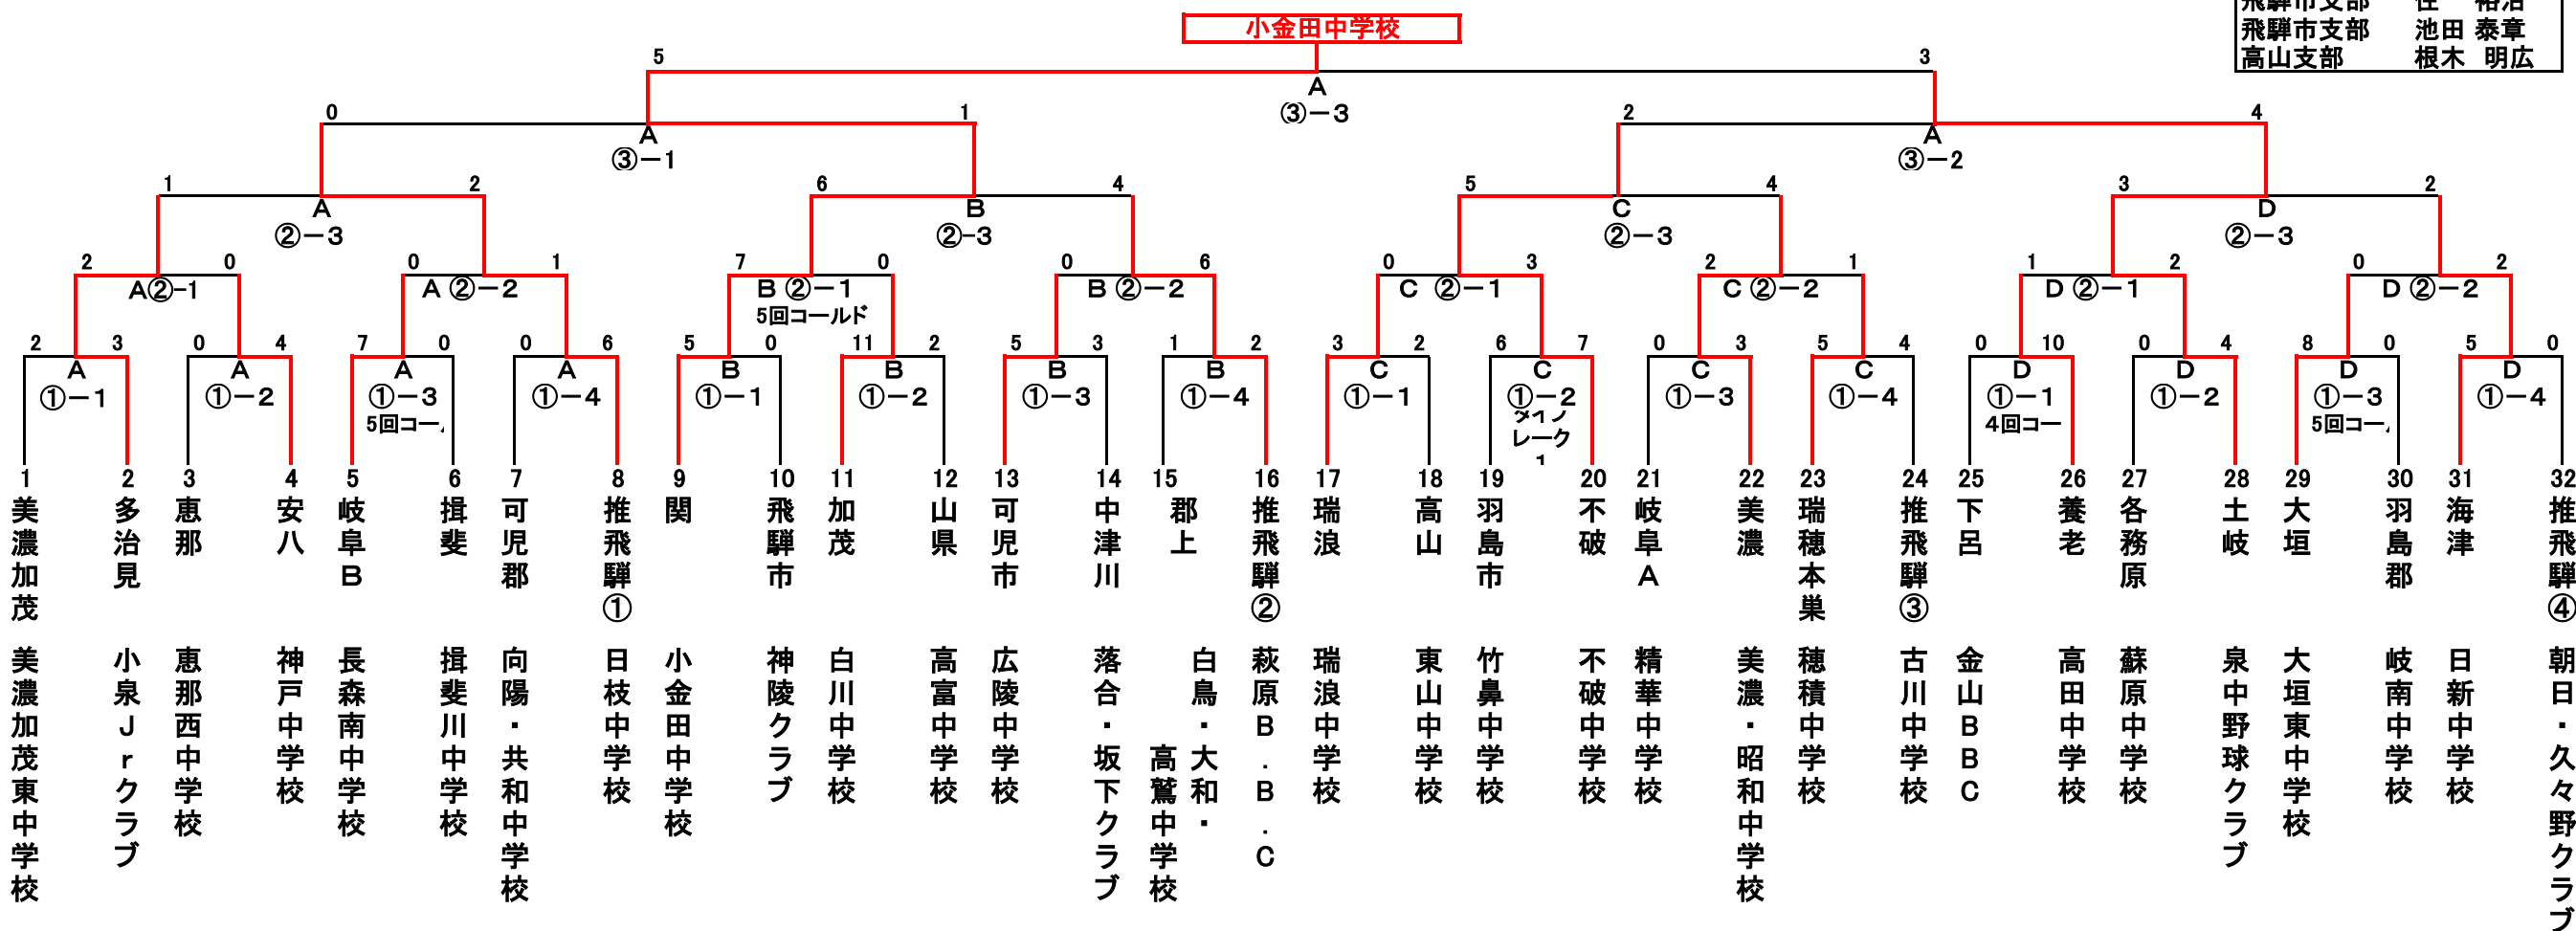 小金田中学校
飛騨市支部 池田 泰章
高山支部 根木 明広
5 3
A
③－3
0 1 2 4
A A
③－1 ③－2
1 2 6 4 5 4 3 2
A B C D
②－3 ②-3 ②－3 ②－3
2 0 0 1 7 0 0 6 0 3 2 1 1 2 0 2
A②-1 A ②－2 B ②－1 B ②－2 C ②－1 C ②－2 D ②－1 D ②－2
5回コールド
2 3 0 4 7 0 0 6 5 0 11 2 5 3 1 2 3 2 6 7 0 3 5 4 0 10 0 4 8 0 5 0
A A A A B B B B C C C C D D D D
①－1 ①－2 ①－3 ①－4 ①－1 ①－2 ①－3 ①－4 ①－1 ①－2 ①－3 ①－4 ①－1 ①－2 ①－3 ①－4
5回コー 4回コー 5回コー
レーク
1 2 3 4 5 6 7 8 9 10 11 12 13 14 15 16 17 18 19 20 21 22 23 24 25 26 27 28 29 30 31 32
美濃加茂 美濃加茂東中学校
多治見 小泉Jrクラブ
恵那 恵那西中学校
安八 神戸中学校
岐阜B 長森南中学校
揖斐 揖斐川中学校
可児郡 向陽・共和中学校
推飛騨① 日枝中学校
関 小金田中学校
飛騨市 神陵クラブ
加茂 白川中学校
山県 高富中学校
可児市 広陵中学校
中津川 落合・坂下クラブ
郡上 白鳥・大和・
高鷲中学校
推飛騨② 萩原B.B.C
瑞浪 瑞浪中学校
高山 東山中学校
羽島市 竹鼻中学校
不破 不破中学校
岐阜A 精華中学校
美濃 美濃・昭和中学校
瑞穂本巣 穂積中学校
推飛騨③ 古川中学校
下呂 金山BBC
養老 高田中学校
各務原 蘇原中学校
土岐 泉中野球クラブ
大垣 大垣東中学校
羽島郡 岐南中学校
海津 日新中学校
推飛騨④ 朝日・久々野クラブ